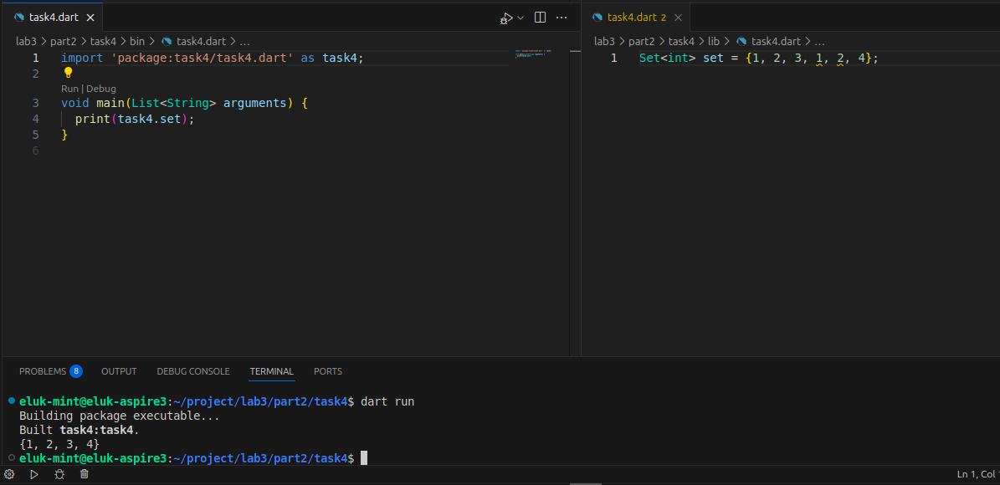 task4.dart
lab3 > part2 > task4 > bin > task4.dart > ...
1 import 'package:task4/task4.dart' as task4;
2
Run | Debug
3 void main(List<String> arguments) {
4 print(task4.set);
5 }
6
task4.dart 2
lab3 > part2 > task4 > lib > task4.dart > ...
1 Set<int> set = {1, 2, 3, 1, 2, 4};
PROBLEMS 8 OUTPUT DEBUG CONSOLE TERMINAL PORTS
eluk-mint@eluk-aspire3:~/project/lab3/part2/task4$ dart run
Building package executable...
Built task4:task4.
{1, 2, 3, 4}
eluk-mint@eluk-aspire3:~/project/lab3/part2/task4$
Ln 1, Col